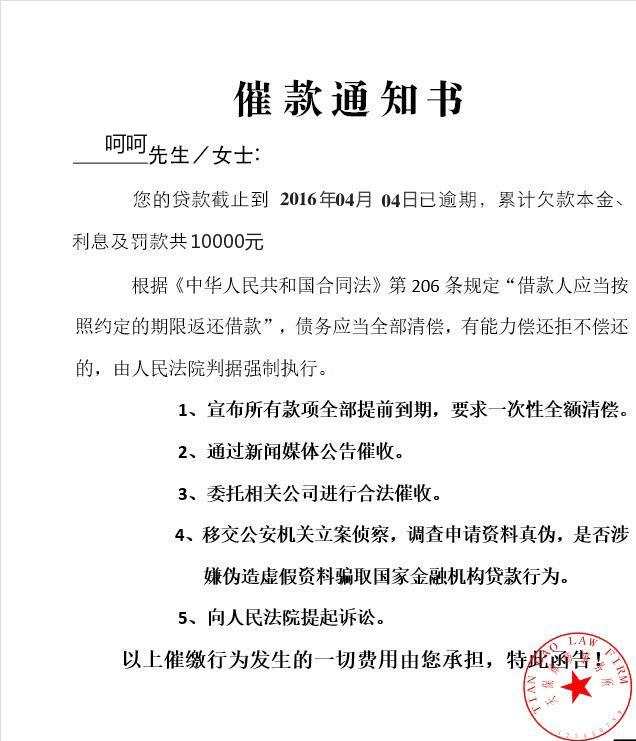 催款通知书
呵呵先生/女士:
您的贷款截止到 2016年04月 04日已逾期，累计欠款本金、
利息及罚款共10000元
根据《中华人民共和国合同法》第 206 条规定“借款人应当按
照约定的期限返还借款”，债务应当全部清偿，有能力偿还拒不偿还
的，由人民法院判据强制执行。
1、宣布所有款项全部提前到期，要求一次性全额清偿。
2、通过新闻媒体公告催收。
3、委托相关公司进行合法催收。
4、移交公安机关立案侦察，调查申请资料真伪，是否涉
嫌伪造虚假资料骗取国家金融机构贷款行为。
5、向人民法院提起诉讼。
以上催缴行为发生的一切费用由您承担，特此函告！
TIAN BAO LAW FIRM